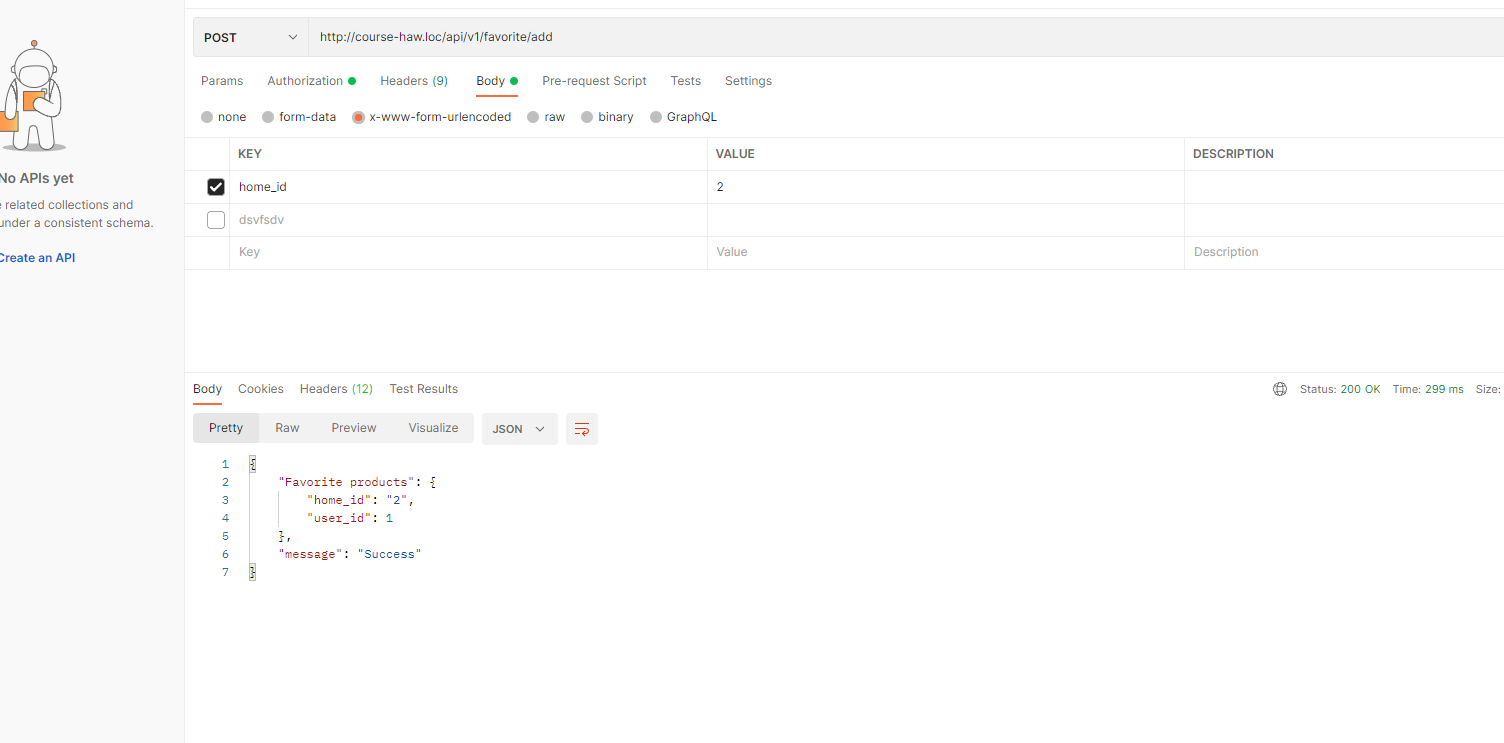 No APIs yet
related collections and
under a consistent schema.
Create an API
POST http://course-haw.loc/api/v1/favorite/add
Params Authorization Headers (9) Body Pre-request Script Tests Settings
none form-data x-www-form-urlencoded raw binary GraphQL
KEY VALUE DESCRIPTION
home_id 2
dsvfsdv
Key Value Description
Body Cookies Headers (12) Test Results Status: 200 OK Time: 299 ms Size:
Pretty Raw Preview Visualize JSON
1 {
2 "Favorite products": {
3 "home_id": "2",
4 "user_id": 1
5 },
6 "message": "Success"
7 }